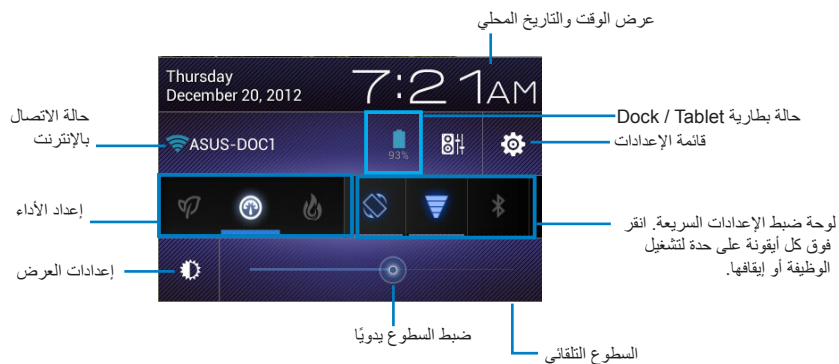 عرض الوقت والتاريخ المحلي
Thursday
December 20, 2012
7:21AM
حالة الاتصال
بالإنترنت
ASUS-DOC1
93%
حالة بطارية Dock / Tablet
قائمة الإعدادات
إعداد الأداء
لوحة ضبط الإعدادات السريعة. انقر
فوق كل أيقونة على حدة لتشغيل
الوظيفة أو إيقافها.
إعدادات العرض
ضبط السطوع يدويًا
السطوع التلقائي